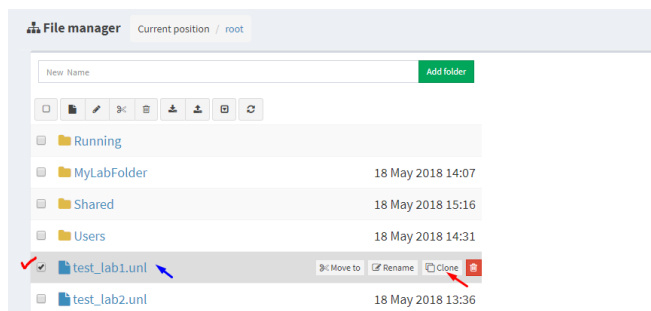 File manager Current position / root
New Name Add folder
Running
MyLabFolder 18 May 2018 14:07
Shared 18 May 2018 15:16
Users 18 May 2018 14:31
test_lab1.unl Move to Rename Clone
test_lab2.unl 18 May 2018 13:36